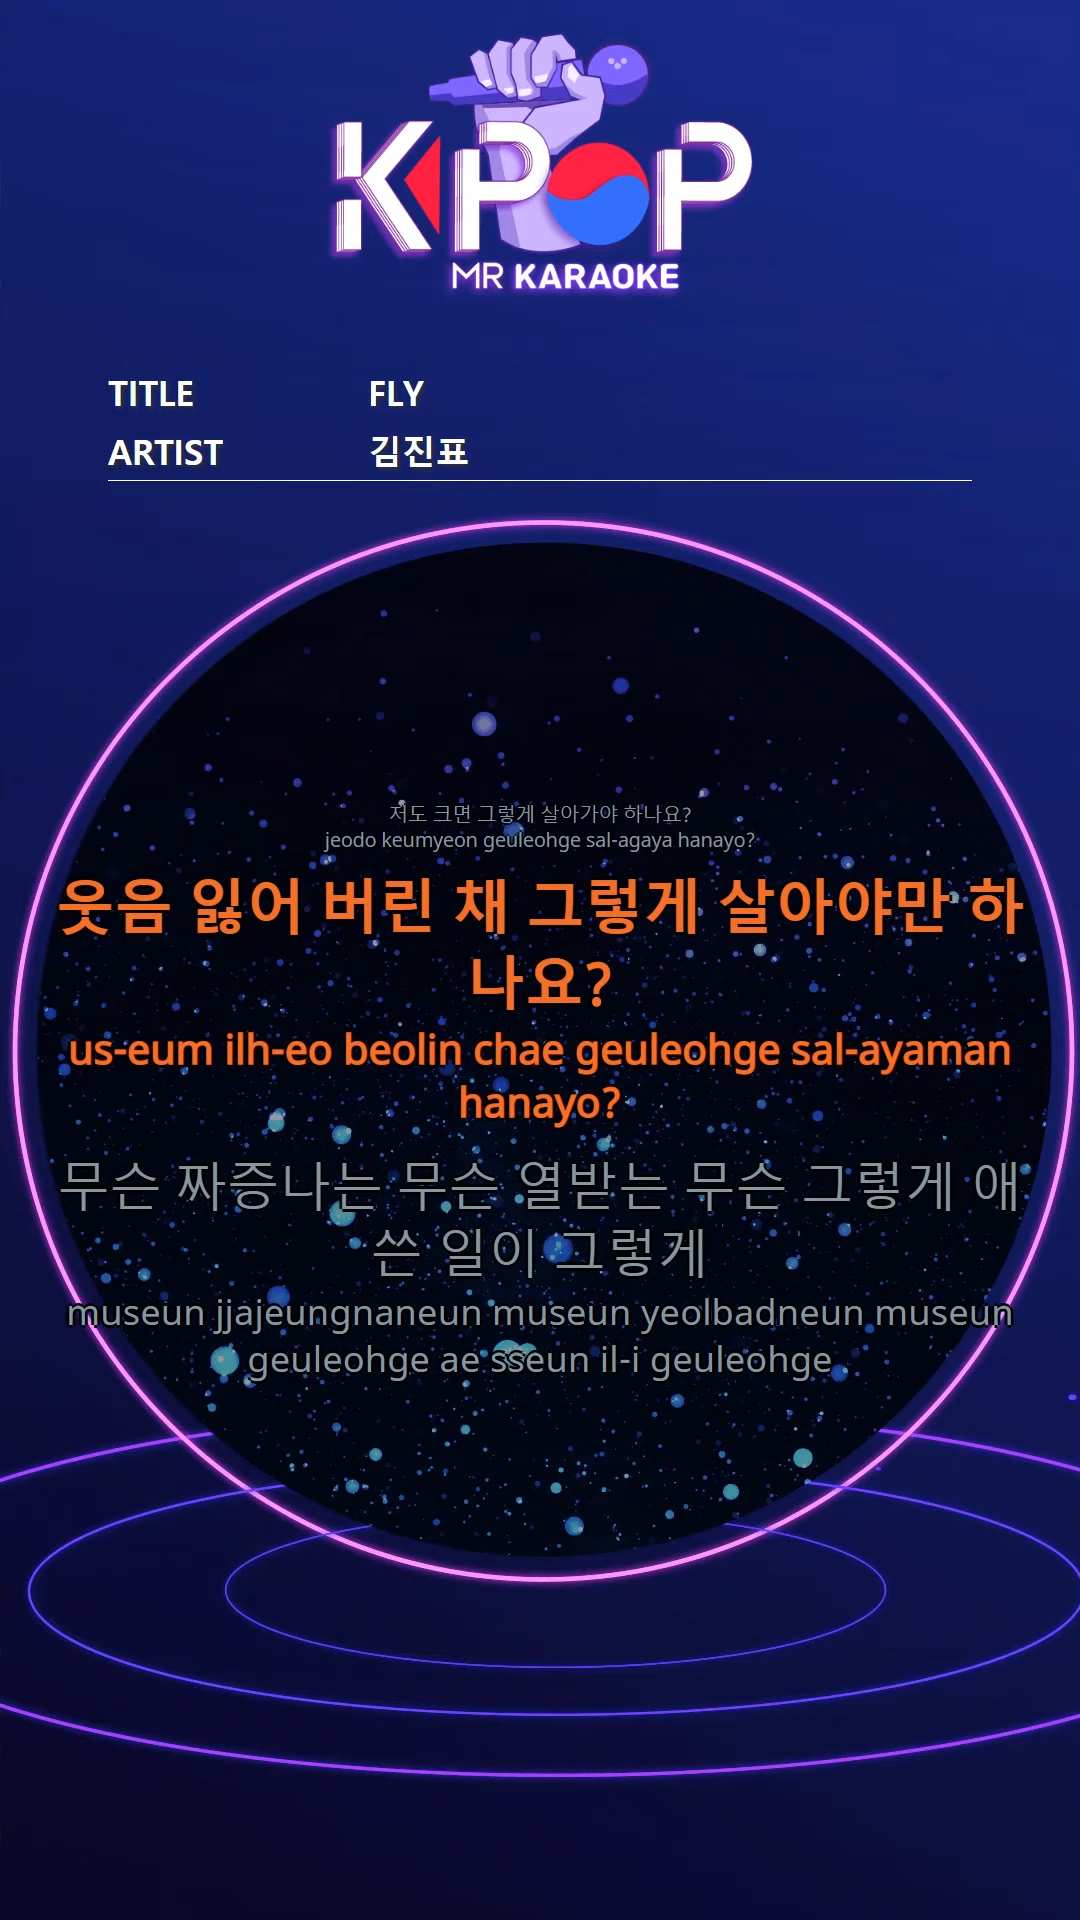 KPOP
MR KARAOKE
TITLE FLY
ARTIST 김진표
저도 크면 그렇게 살아가야 하나요?
jeodo keumyeon geuleohge sal-agaya hanayo?
웃음 잃어 버린 채 그렇게 살아야만 하
나요?
us-eum ilh-eo beolin chae geuleohge sal-ayaman
hanayo?
무슨 짜증나는 무슨 열받는 무슨 그렇게 애
쓴 일이 그렇게
museun jjajeungnaneun museun yeolbadneun museun
geuleohge ae sseun il-i geuleohge